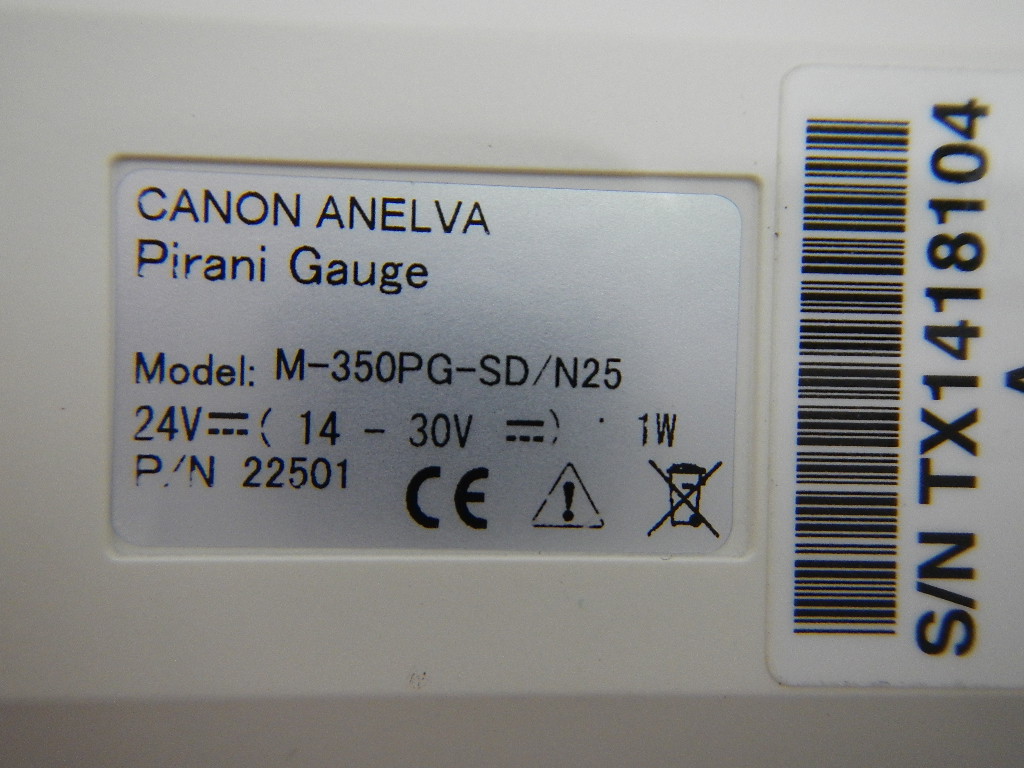 CANON ANELVA
Pirani Gauge
Model: M-350PG-SD/N25
24V⎓( 14 - 30V ⎓) · 1W
P/N 22501
CE
S/N TX1418104